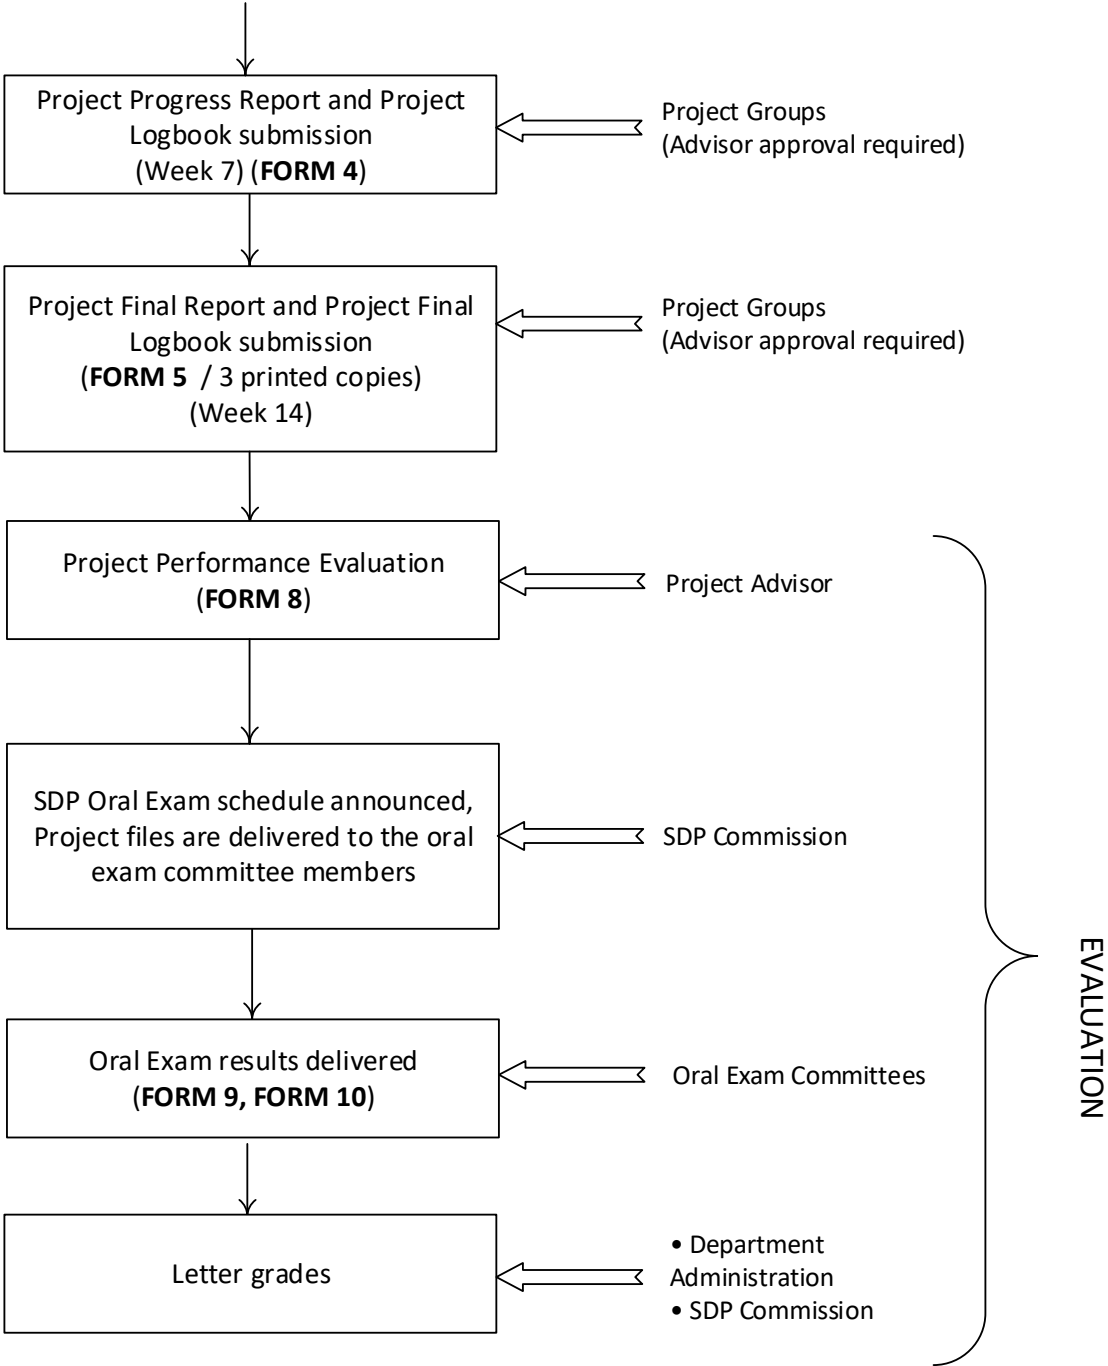 Project Progress Report and Project
Logbook submission
(Week 7) (FORM 4)
Project Groups
(Advisor approval required)
Project Final Report and Project Final
Logbook submission
(FORM 5  / 3 printed copies)
(Week 14)
Project Groups
(Advisor approval required)
Project Performance Evaluation
(FORM 8)
Project Advisor
SDP Oral Exam schedule announced,
Project files are delivered to the oral
exam committee members
SDP Commission
Oral Exam results delivered
(FORM 9, FORM 10)
Oral Exam Committees
Letter grades
• Department
Administration
• SDP Commission
EVALUATION